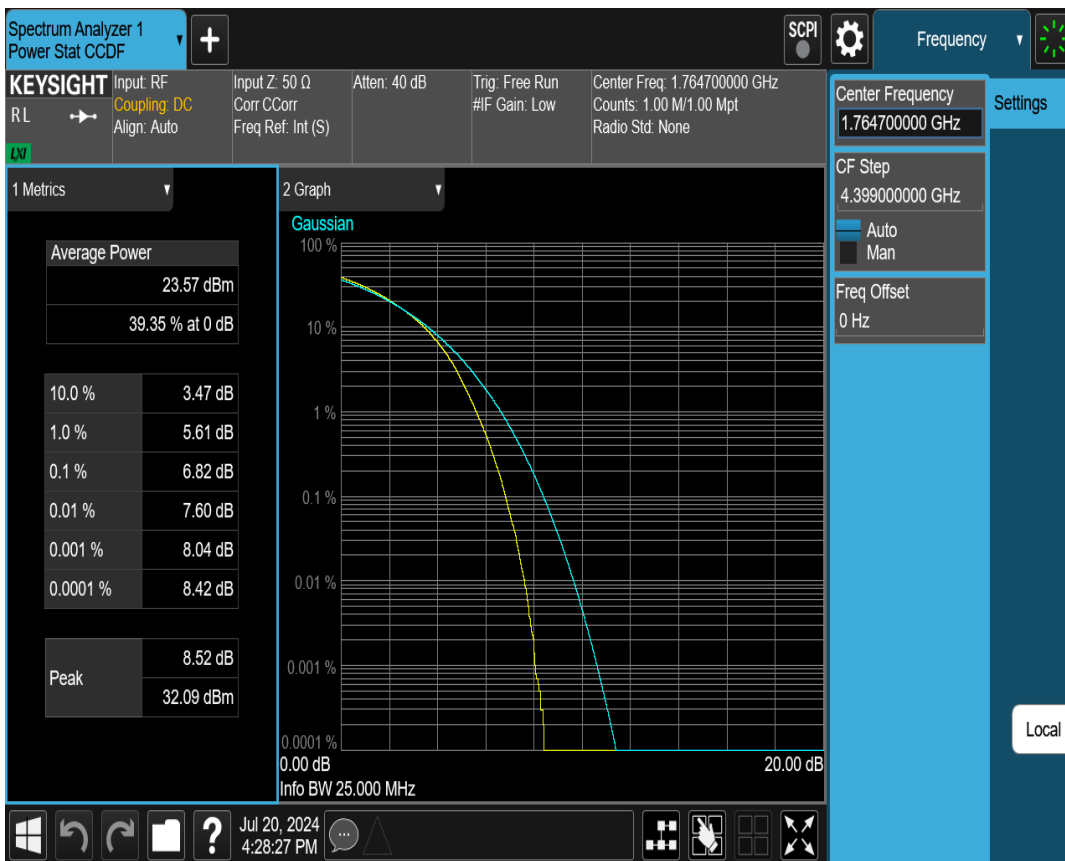 Spectrum Analyzer 1
Power Stat CCDF
SCPI
Frequency
KEYSIGHT
RL
LXI
Input: RF
Coupling: DC
Align: Auto
Input Z: 50 Ω
Corr CCorr
Freq Ref: Int (S)
Atten: 40 dB
Trig: Free Run
#IF Gain: Low
Center Freq: 1.764700000 GHz
Counts: 1.00 M/1.00 Mpt
Radio Std: None
Center Frequency
1.764700000 GHz
Settings
CF Step
4.399000000 GHz
Auto
Man
Freq Offset
0 Hz
1 Metrics
Average Power
23.57 dBm
39.35 % at 0 dB
10.0 % 3.47 dB
1.0 % 5.61 dB
0.1 % 6.82 dB
0.01 % 7.60 dB
0.001 % 8.04 dB
0.0001 % 8.42 dB
Peak
8.52 dB
32.09 dBm
2 Graph
Gaussian
100 %
10 %
1 %
0.1 %
0.01 %
0.001 %
0.0001 %
0.00 dB 20.00 dB
Info BW 25.000 MHz
Local
?
Jul 20, 2024
4:28:27 PM